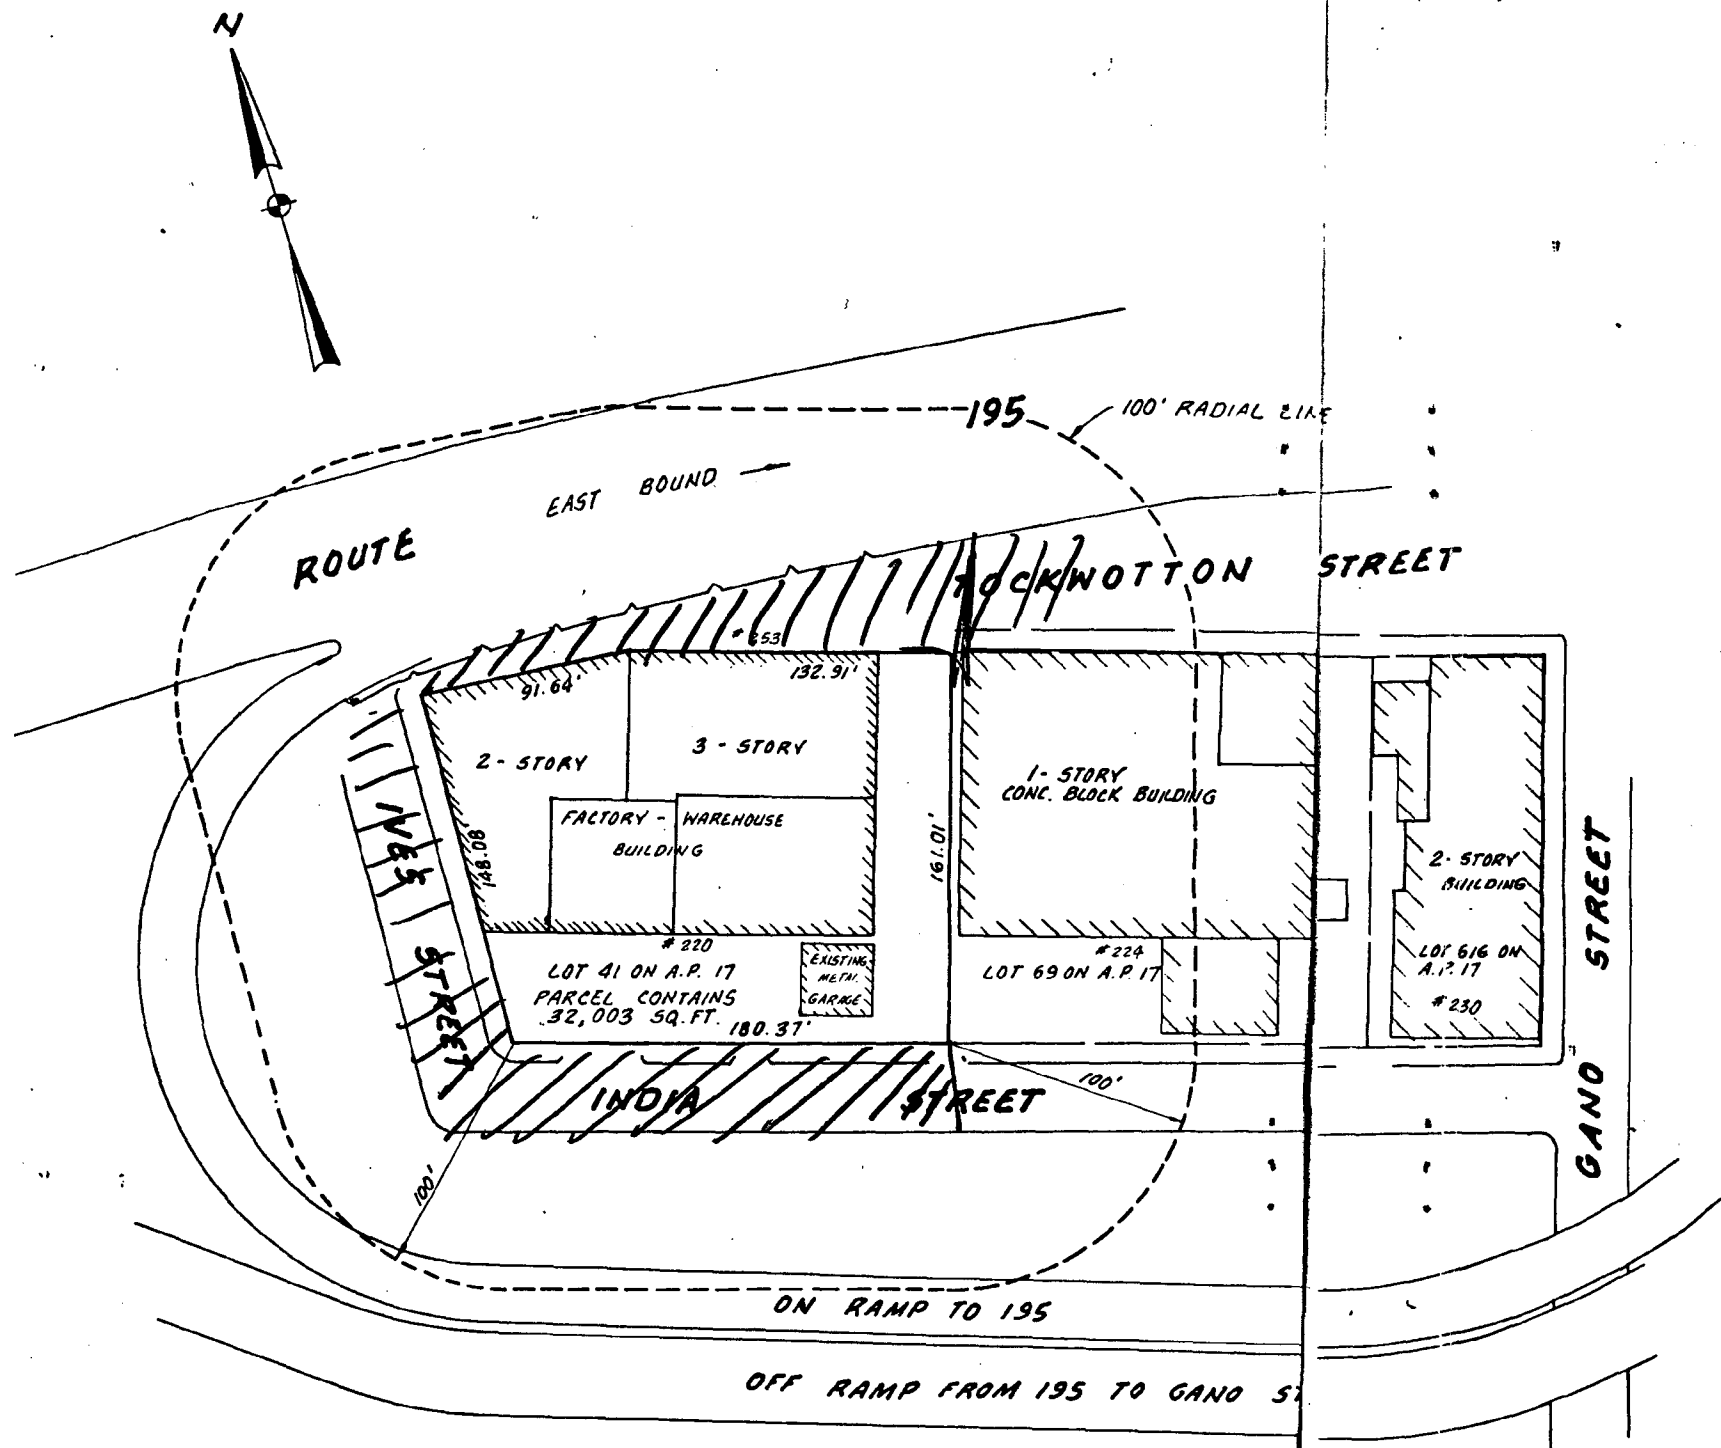 N
195
100' RADIAL LINE
EAST BOUND
ROUTE
TOCKWOTTON STREET
132.91'
91.64'
2 - STORY
3 - STORY
1 - STORY
CONC. BLOCK BUILDING
FACTORY - WAREHOUSE
BUILDING
IVES STREET
148.08'
161.01'
2 - STORY
BUILDING
GANO STREET
# 220
LOT 41 ON A.P. 17
PARCEL CONTAINS
32,003 SQ. FT.
180.37'
EXISTING
METAL
GARAGE
# 224
LOT 69 ON A.P. 17
LOT 616 ON
A.P. 17
# 230
INDIA STREET
100'
100'
ON RAMP TO 195
OFF RAMP FROM 195 TO GANO ST